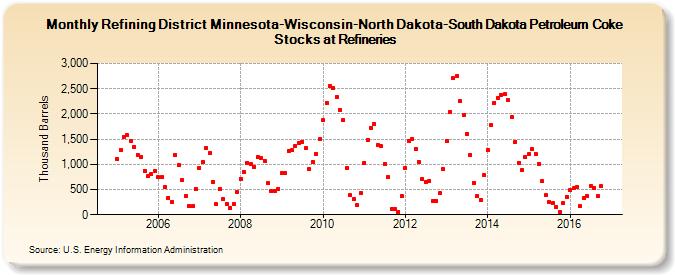 Monthly Refining District Minnesota-Wisconsin-North Dakota-South Dakota Petroleum Coke
Stocks at Refineries
Thousand Barrels
3,000
2,500
2,000
1,500
1,000
500
0
2006 2008 2010 2012 2014 2016
Source: U.S. Energy Information Administration